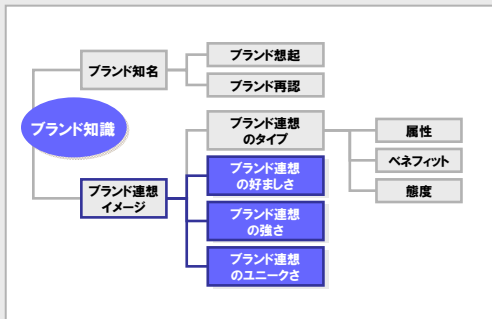 ブランド知識
ブランド知名
ブランド想起
ブランド再認
ブランド連想
イメージ
ブランド連想
のタイプ
属性
ベネフィット
態度
ブランド連想
の好ましさ
ブランド連想
の強さ
ブランド連想
のユニークさ